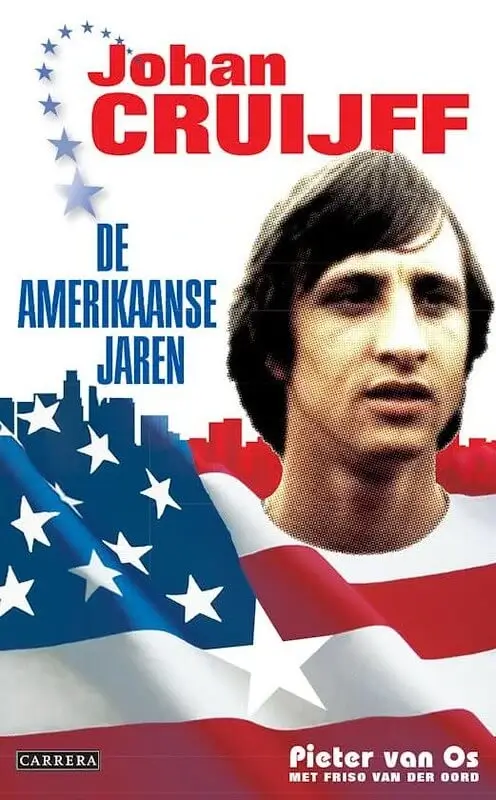 Johan
CRUIJFF
DE
AMERIKAANSE
JAREN
CARRERA
Pieter van Os
MET FRISO VAN DER OORD